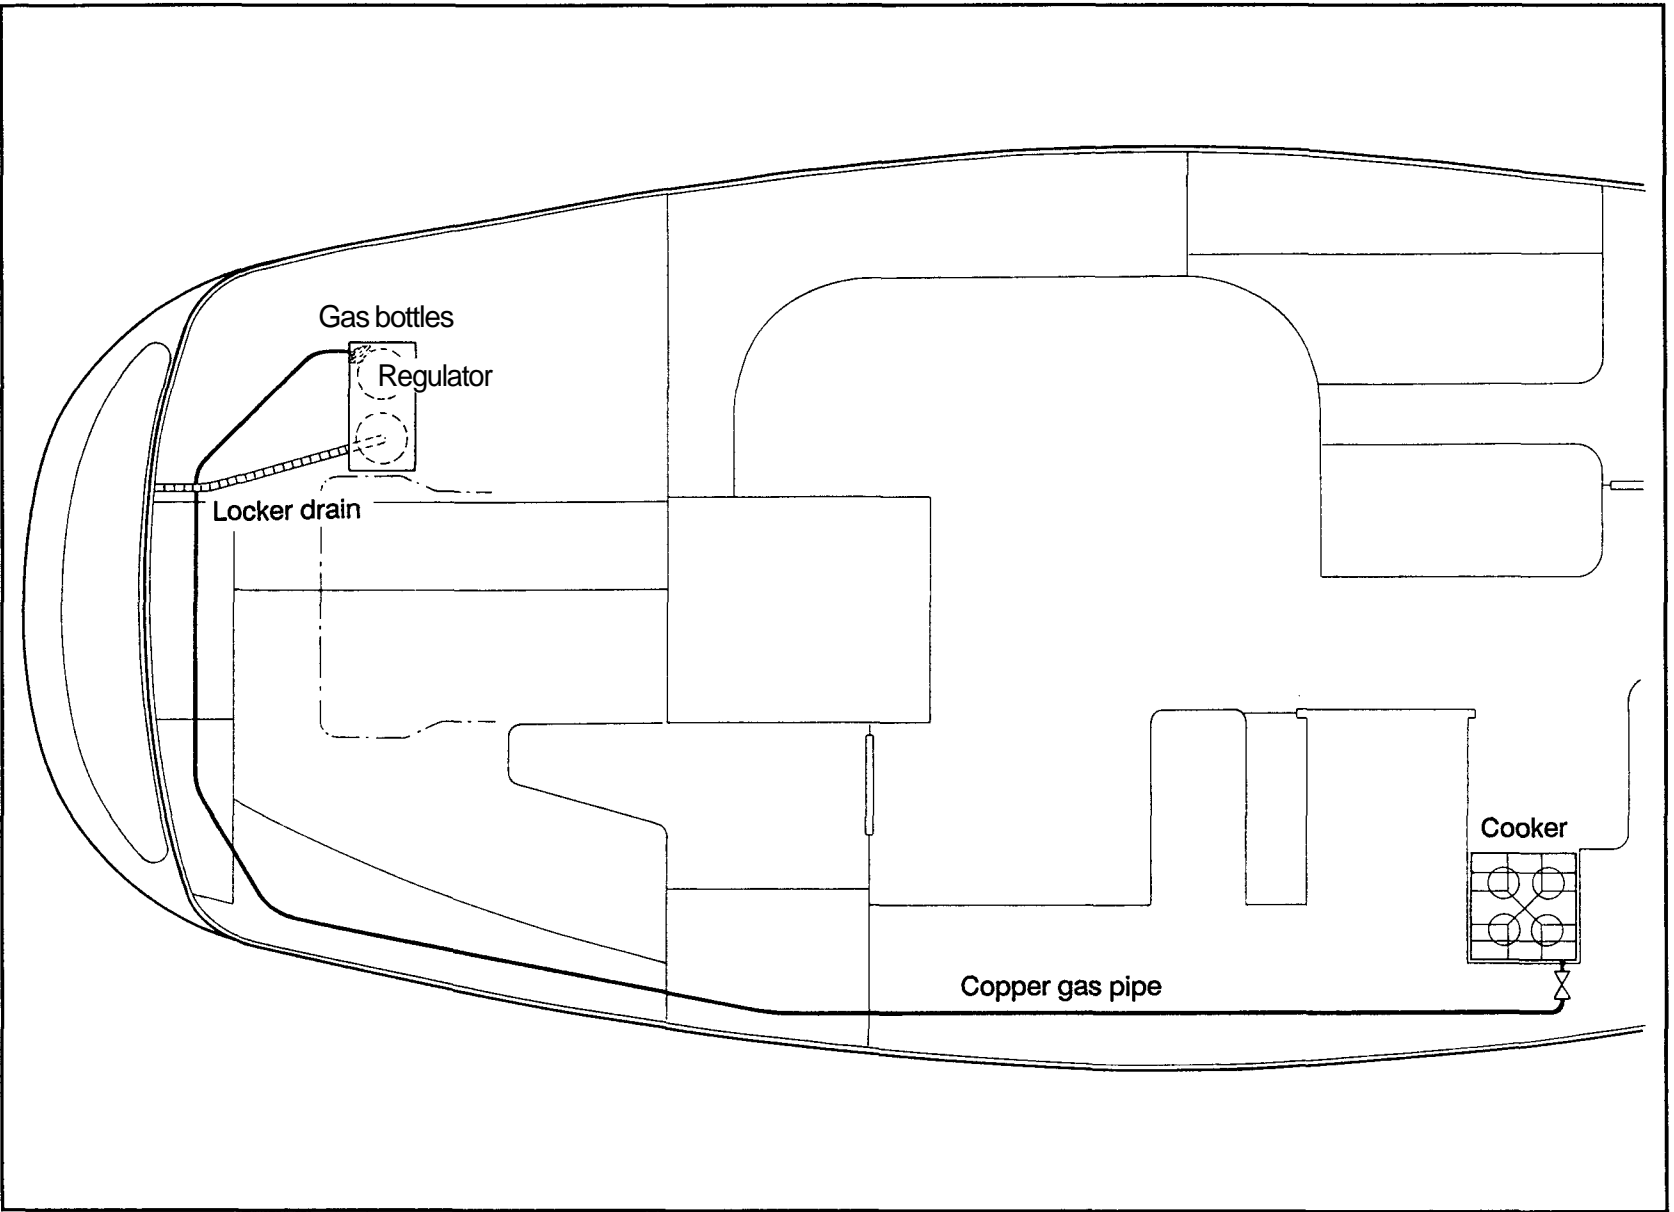 Gas bottles
Regulator
Locker drain
Cooker
Copper gas pipe